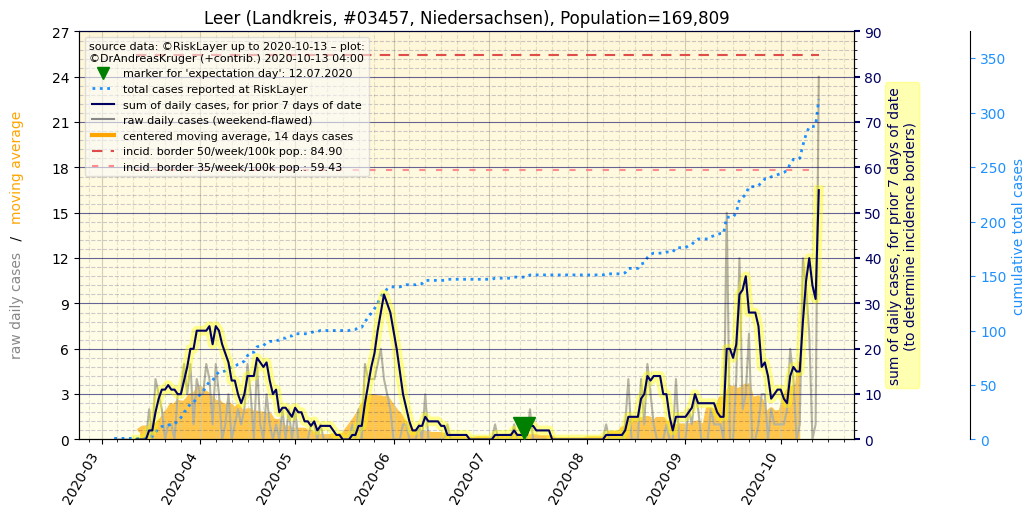 Leer (Landkreis, #03457, Niedersachsen), Population=169,809
source data: ©RiskLayer up to 2020-10-13 – plot:
©DrAndreasKrüger (+contrib.) 2020-10-13 04:00
marker for 'expectation day': 12.07.2020
total cases reported at RiskLayer
sum of daily cases, for prior 7 days of date
raw daily cases (weekend-flawed)
centered moving average, 14 days cases
incid. border 50/week/100k pop.: 84.90
incid. border 35/week/100k pop.: 59.43
raw daily cases / moving average
27
24
21
18
15
12
9
6
3
0
2020-03
2020-04
2020-05
2020-06
2020-07
2020-08
2020-09
2020-10
90
80
70
60
50
40
30
20
10
0
sum of daily cases, for prior 7 days of date
(to determine incidence borders)
350
300
250
200
150
100
50
0
cumulative total cases